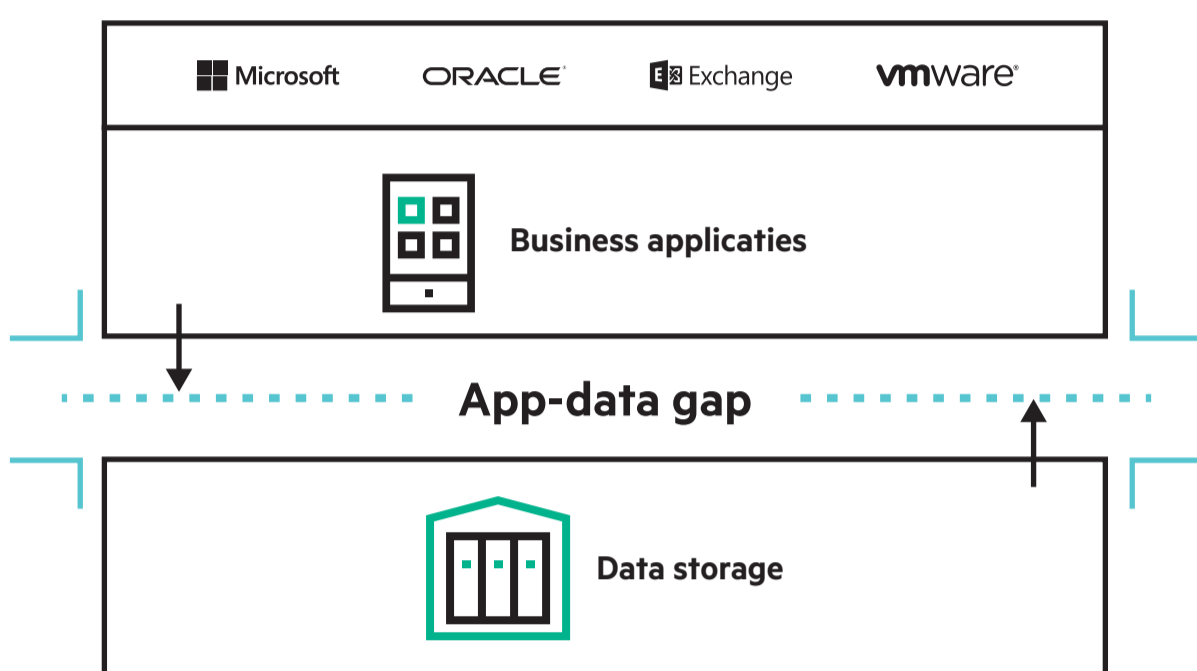 Microsoft ORACLE® Exchange vmware®
Business applicaties
App-data gap
Data storage